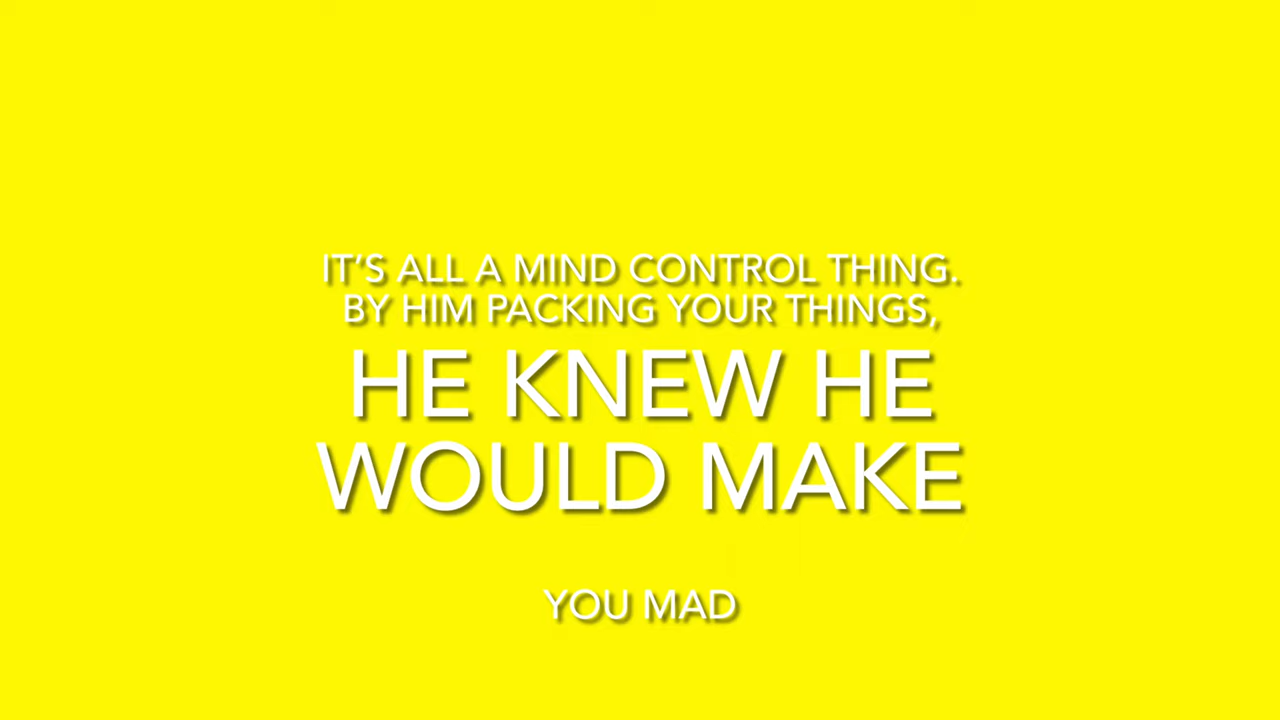 IT’S ALL A MIND CONTROL THING.
BY HIM PACKING YOUR THINGS,
HE KNEW HE
WOULD MAKE
YOU MAD